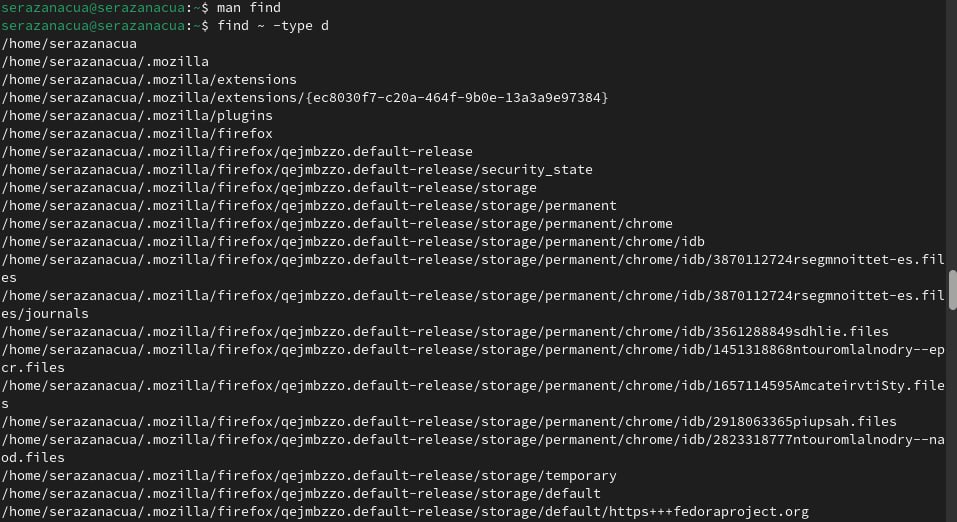 serazanacua@serazanacua:~$ man find
serazanacua@serazanacua:~$ find ~ -type d
/home/serazanacua
/home/serazanacua/.mozilla
/home/serazanacua/.mozilla/extensions
/home/serazanacua/.mozilla/extensions/{ec8030f7-c20a-464f-9b0e-13a3a9e97384}
/home/serazanacua/.mozilla/plugins
/home/serazanacua/.mozilla/firefox
/home/serazanacua/.mozilla/firefox/qejmbzzo.default-release
/home/serazanacua/.mozilla/firefox/qejmbzzo.default-release/security_state
/home/serazanacua/.mozilla/firefox/qejmbzzo.default-release/storage
/home/serazanacua/.mozilla/firefox/qejmbzzo.default-release/storage/permanent
/home/serazanacua/.mozilla/firefox/qejmbzzo.default-release/storage/permanent/chrome
/home/serazanacua/.mozilla/firefox/qejmbzzo.default-release/storage/permanent/chrome/idb
/home/serazanacua/.mozilla/firefox/qejmbzzo.default-release/storage/permanent/chrome/idb/3870112724rsegmnoittet-es.fil
es
/home/serazanacua/.mozilla/firefox/qejmbzzo.default-release/storage/permanent/chrome/idb/3870112724rsegmnoittet-es.fil
es/journals
/home/serazanacua/.mozilla/firefox/qejmbzzo.default-release/storage/permanent/chrome/idb/3561288849sdhlie.files
/home/serazanacua/.mozilla/firefox/qejmbzzo.default-release/storage/permanent/chrome/idb/1451318868ntouromlalnodry--ep
cr.files
/home/serazanacua/.mozilla/firefox/qejmbzzo.default-release/storage/permanent/chrome/idb/1657114595AmcateirvtiSty.file
s
/home/serazanacua/.mozilla/firefox/qejmbzzo.default-release/storage/permanent/chrome/idb/2918063365piupsah.files
/home/serazanacua/.mozilla/firefox/qejmbzzo.default-release/storage/permanent/chrome/idb/2823318777ntouromlalnodry--na
od.files
/home/serazanacua/.mozilla/firefox/qejmbzzo.default-release/storage/temporary
/home/serazanacua/.mozilla/firefox/qejmbzzo.default-release/storage/default
/home/serazanacua/.mozilla/firefox/qejmbzzo.default-release/storage/default/https+++fedoraproject.org